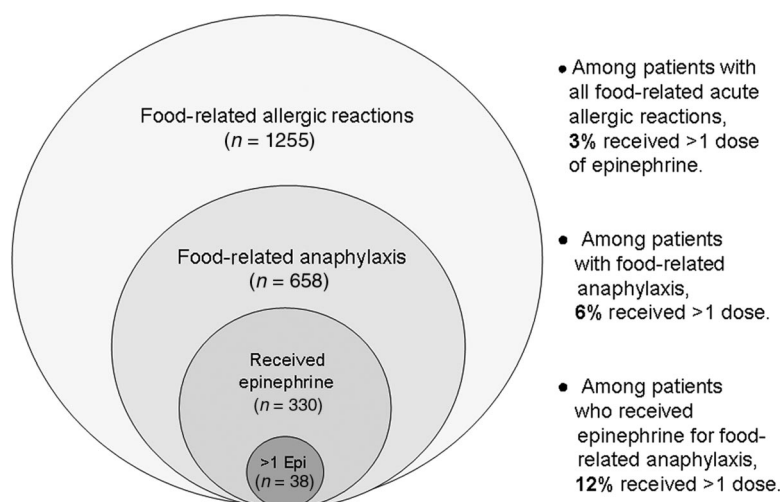 Food-related allergic reactions
(n = 1255)
Food-related anaphylaxis
(n = 658)
Received
epinephrine
(n = 330)
>1 Epi
(n = 38)
• Among patients with
all food-related acute
allergic reactions,
3% received >1 dose
of epinephrine.
• Among patients
with food-related
anaphylaxis,
6% received >1 dose.
• Among patients
who received
epinephrine for food-
related anaphylaxis,
12% received >1 dose.